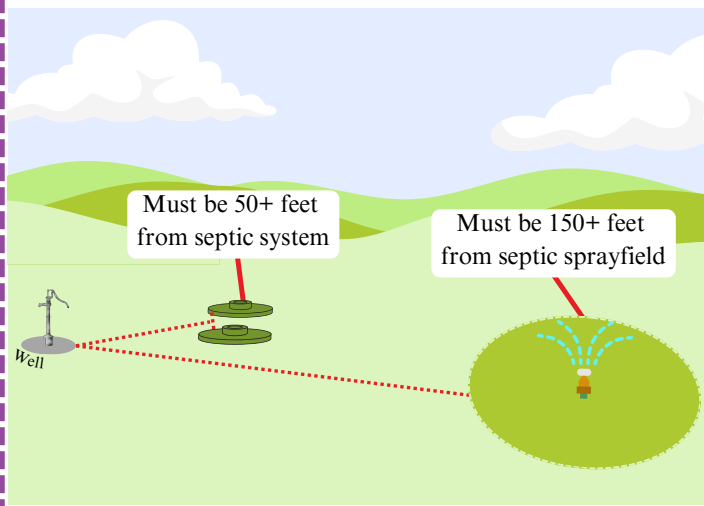 Must be 50+ feet
from septic system
Must be 150+ feet
from septic sprayfield
Well